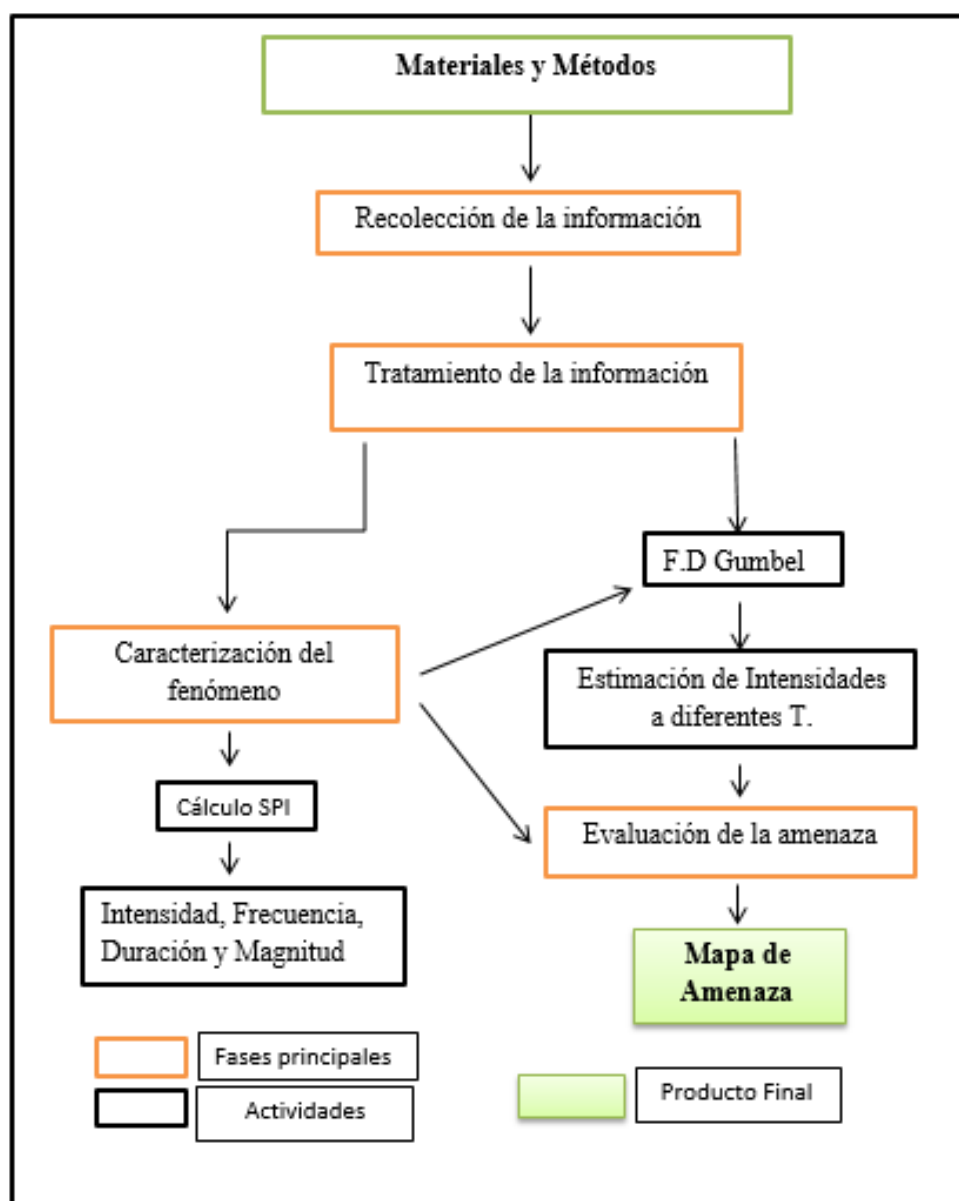 Materiales y Métodos
Recolección de la información
Tratamiento de la información
F.D Gumbel
Caracterización del
fenómeno
Estimación de Intensidades
a diferentes T.
Cálculo SPI
Evaluación de la amenaza
Intensidad, Frecuencia,
Duración y Magnitud
Mapa de
Amenaza
Fases principales
Actividades
Producto Final